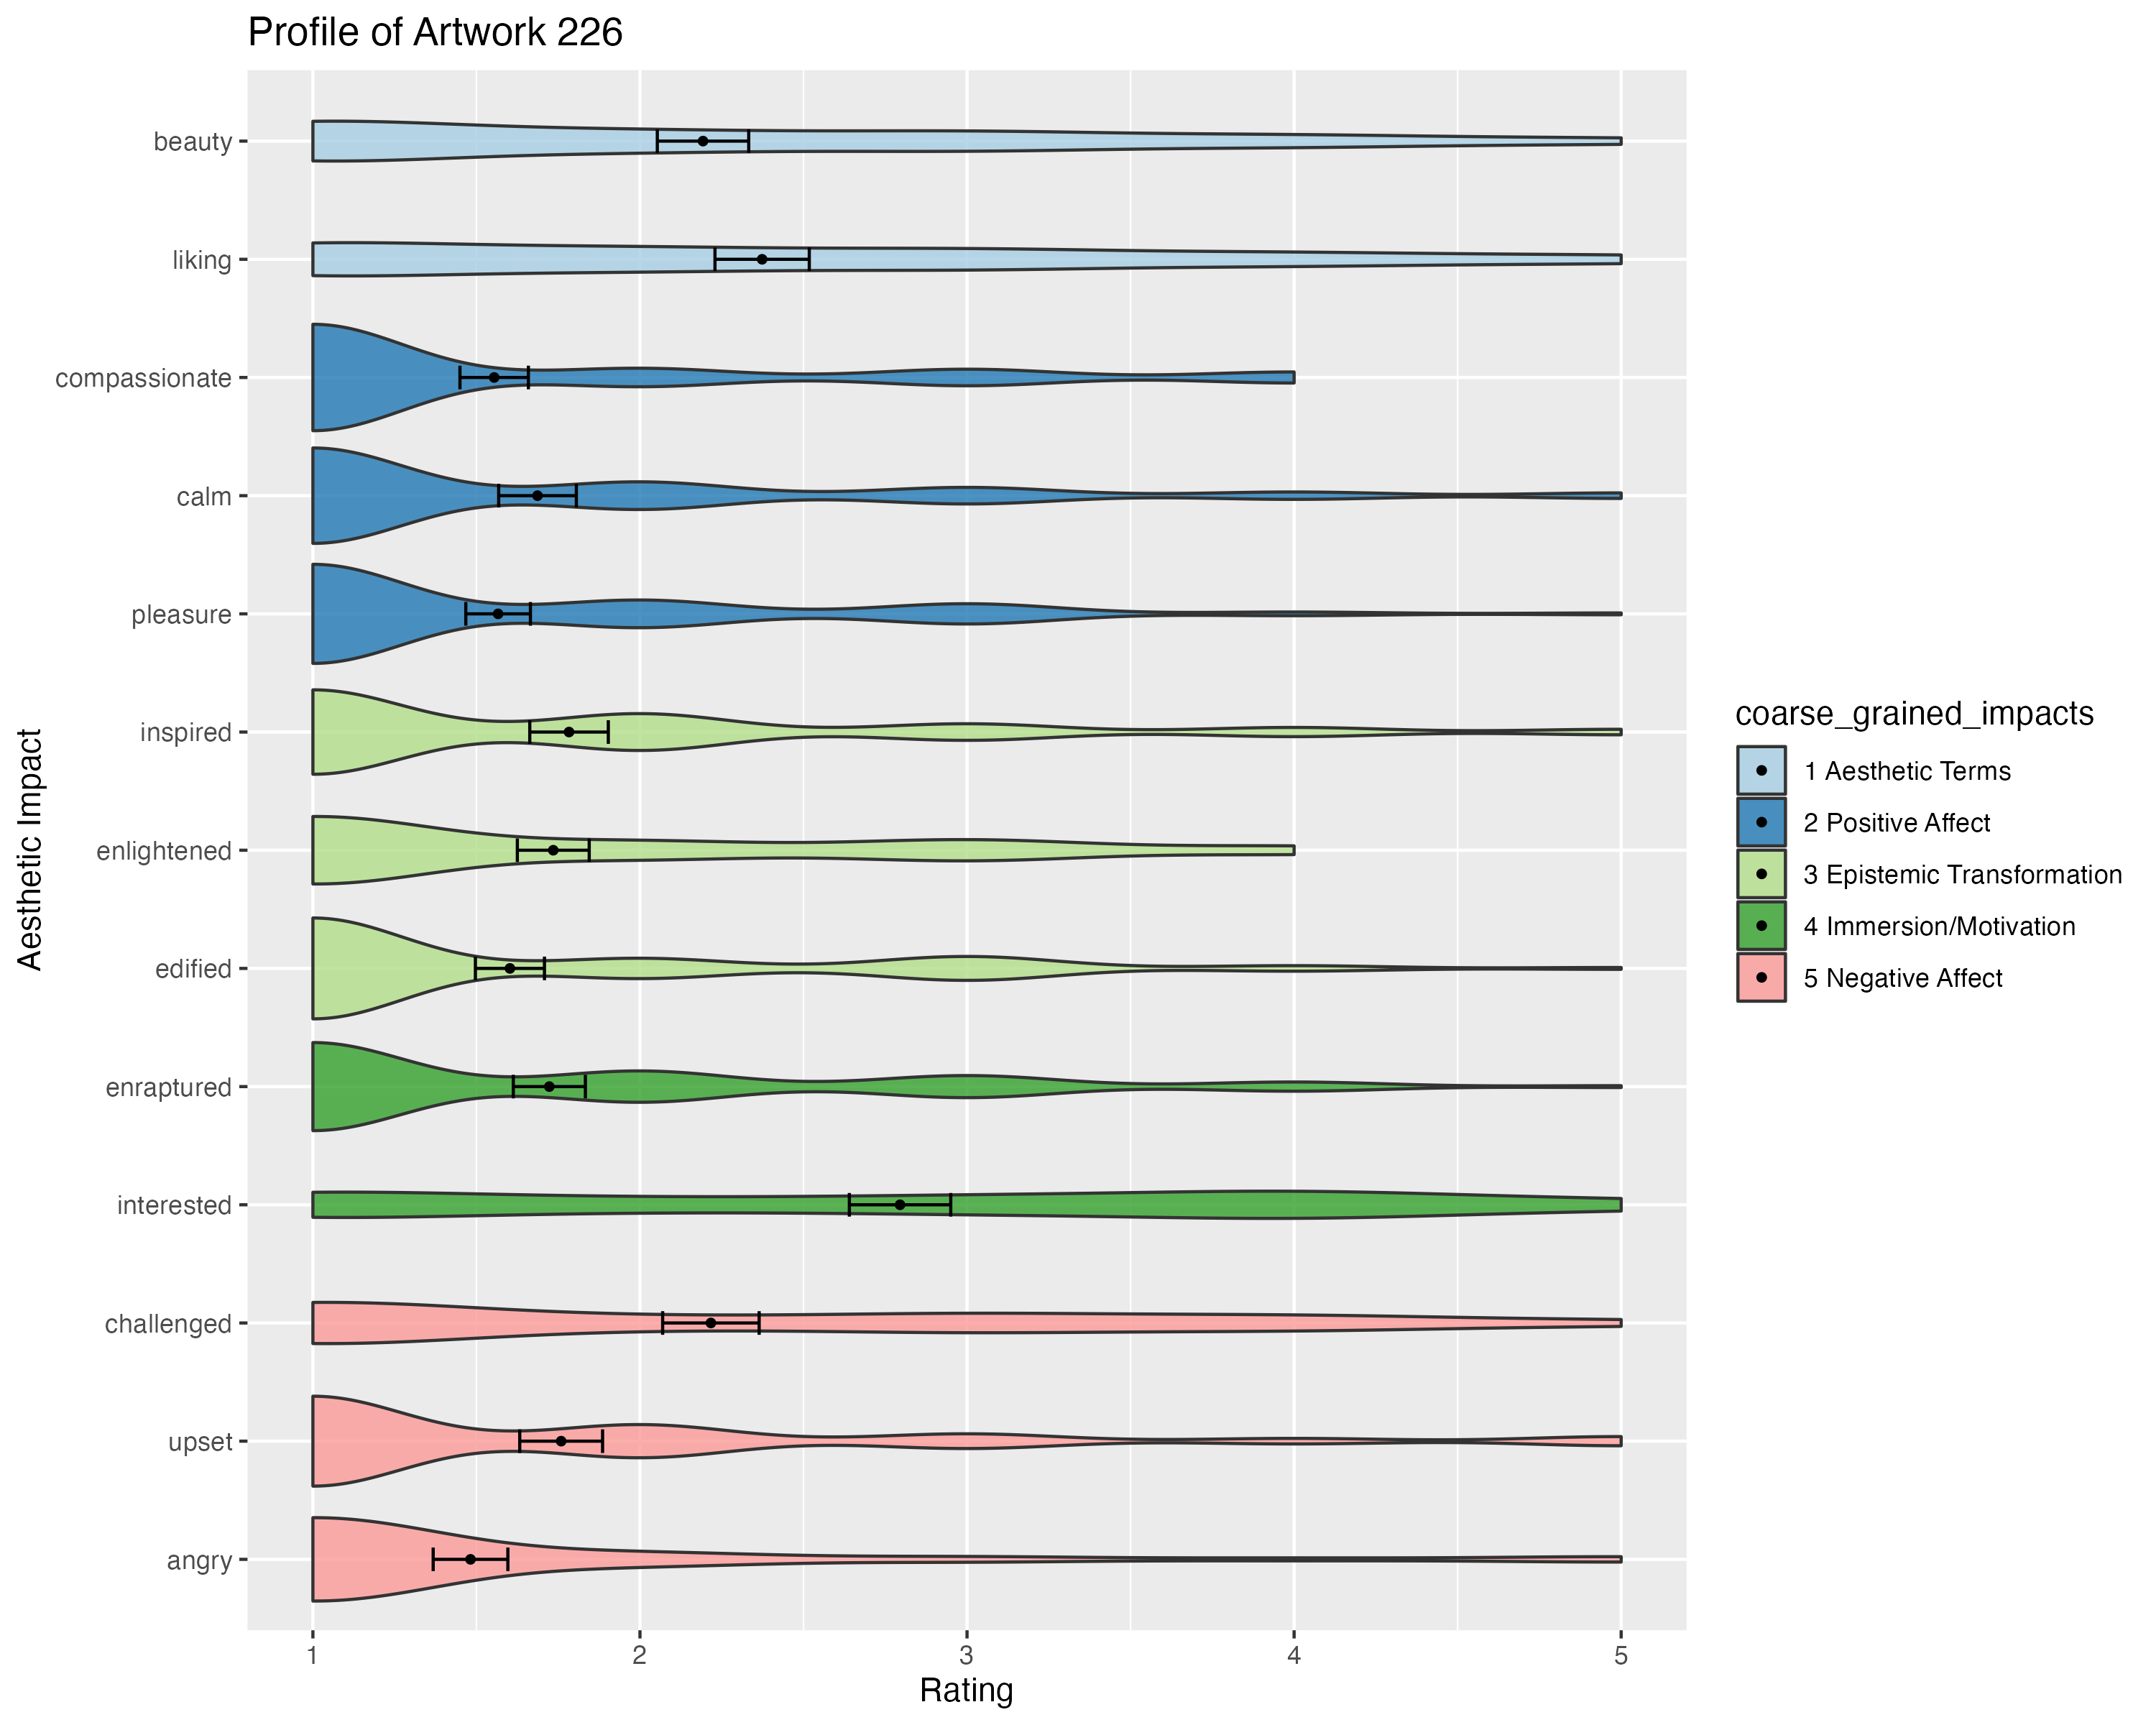 Profile of Artwork 226
beauty
liking
compassionate
calm
pleasure
inspired
enlightened
edified
enraptured
interested
challenged
upset
angry
Aesthetic Impact
1 2 3 4 5
Rating
coarse_grained_impacts
1 Aesthetic Terms
2 Positive Affect
3 Epistemic Transformation
4 Immersion/Motivation
5 Negative Affect